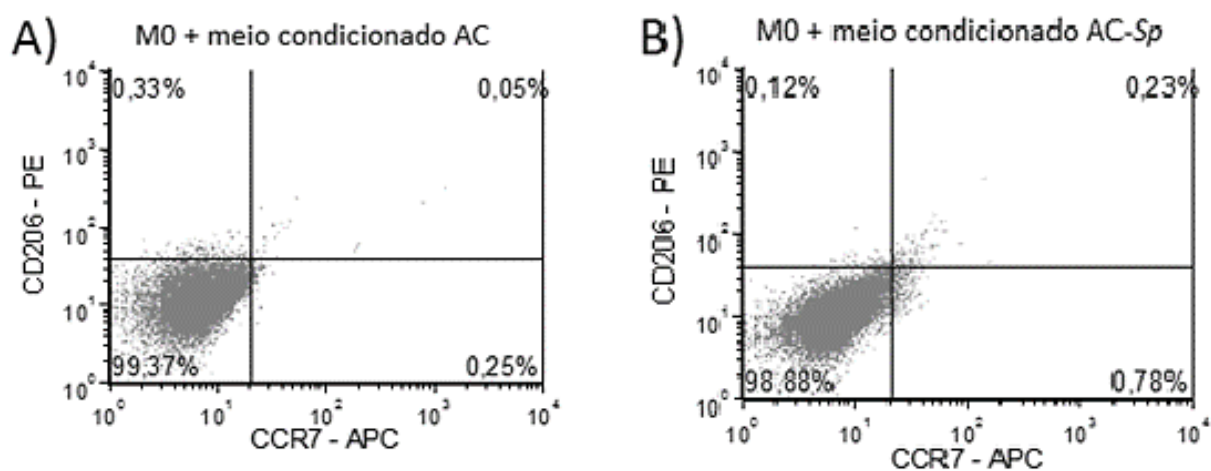 A) M0 + meio condicionado AC
10⁴
0,33%
0,05%
10³
CD206 - PE
10²
10¹
99,37%
0,25%
10⁰
10⁰ 10¹ 10² 10³ 10⁴
CCR7 - APC
B) M0 + meio condicionado AC-Sp
10⁴
0,12%
0,23%
10³
CD206 - PE
10²
10¹
98,88%
0,78%
10⁰
10⁰ 10¹ 10² 10³ 10⁴
CCR7 - APC